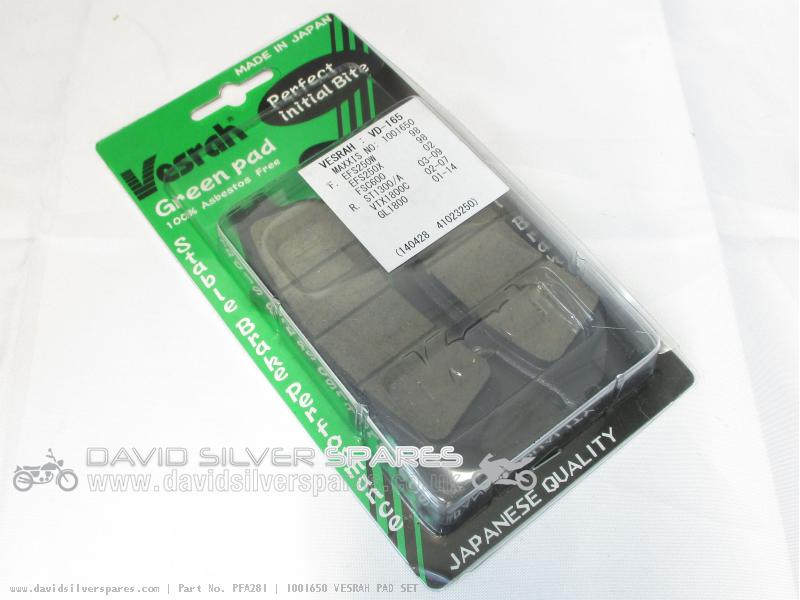 MADE IN JAPAN
Perfect
initial Bite
Vesrah
Green pad
100% Asbestos Free
VESRAH : VD-165
MAXXIS NO: 1001650
F. EFS250W 98
EFS250X 98
FSC600 02
R. ST1300/A 03-09
VTX1800C 02-07
GL1800 01-14
(140428 41023250)
Stable Brake Performance
JAPANESE QUALITY
DAVID SILVER SPARES
www.davidsilverspares.co.uk
www.davidsilverspares.com | Part No. PFA281 | 1001650 VESRAH PAD SET